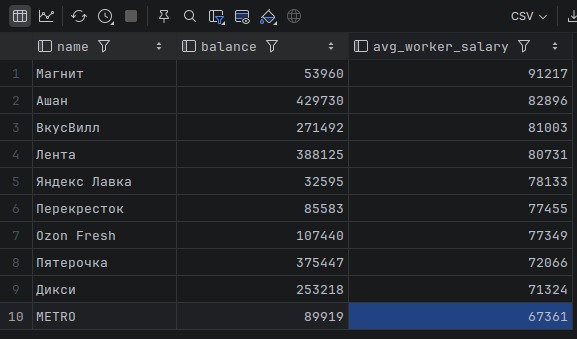 CSV
name balance avg_worker_salary
1 Магнит 53960 91217
2 Ашан 429730 82896
3 ВкусВилл 271492 81003
4 Лента 388125 80731
5 Яндекс Лавка 32595 78133
6 Перекресток 85583 77455
7 Ozon Fresh 107440 77349
8 Пятерочка 375447 72066
9 Дикси 253218 71324
10 METRO 89919 67361